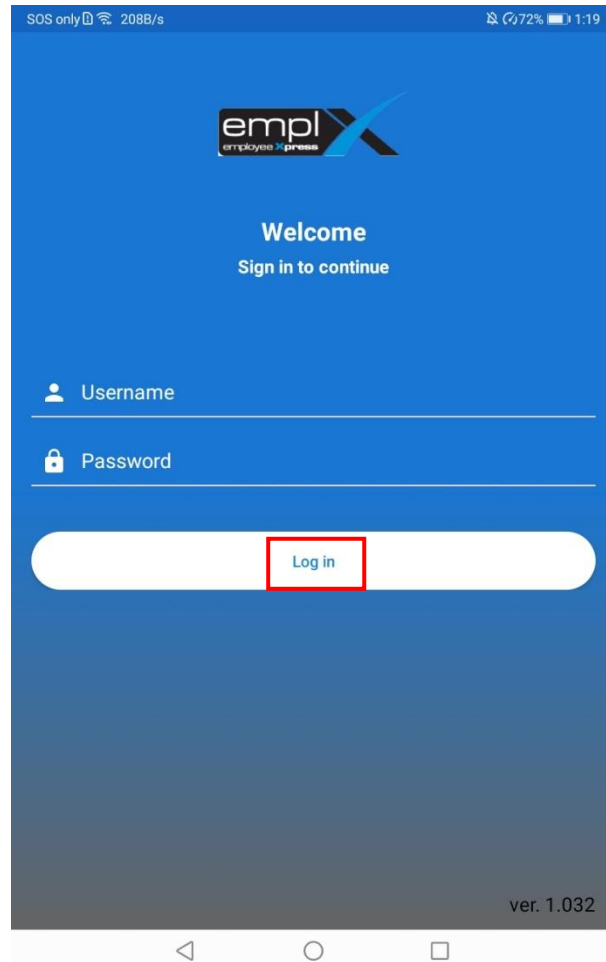 SOS only 208B/s 72% 1:19
empl X
employee Xpress
Welcome
Sign in to continue
Username
Password
Log in
ver. 1.032